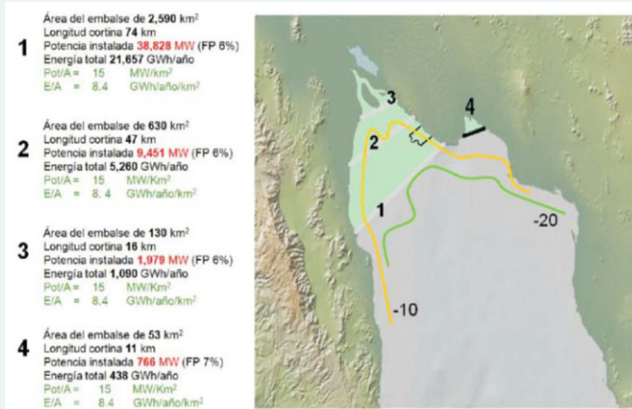 1
Área del embalse de 2,590 km²
Longitud cortina 74 km
Potencia instalada 38,828 MW (FP 6%)
Energía total 21,657 GWh/año
Pot/A = 15 MW/km²
E/A = 8.4 GWh/año/km²
2
Área del embalse de 630 km²
Longitud cortina 47 km
Potencia instalada 9,451 MW (FP 6%)
Energía total 5,260 GWh/año
Pot/A = 15 MW/Km²
E/A = 8. 4 GWh/año/km²
3
Área del embalse de 130 km²
Longitud cortina 16 km
Potencia instalada 1,979 MW (FP 6%)
Energía total 1,090 GWh/año
Pot/A = 15 MW/Km²
E/A = 8.4 GWh/año/km²
4
Área del embalse de 53 km²
Longitud cortina 11 km
Potencia instalada 766 MW (FP 7%)
Energía total 438 GWh/año
Pot/A = 15 MW/Km²
E/A = 8.4 GWh/año/km²
3
4
2
1
-20
-10